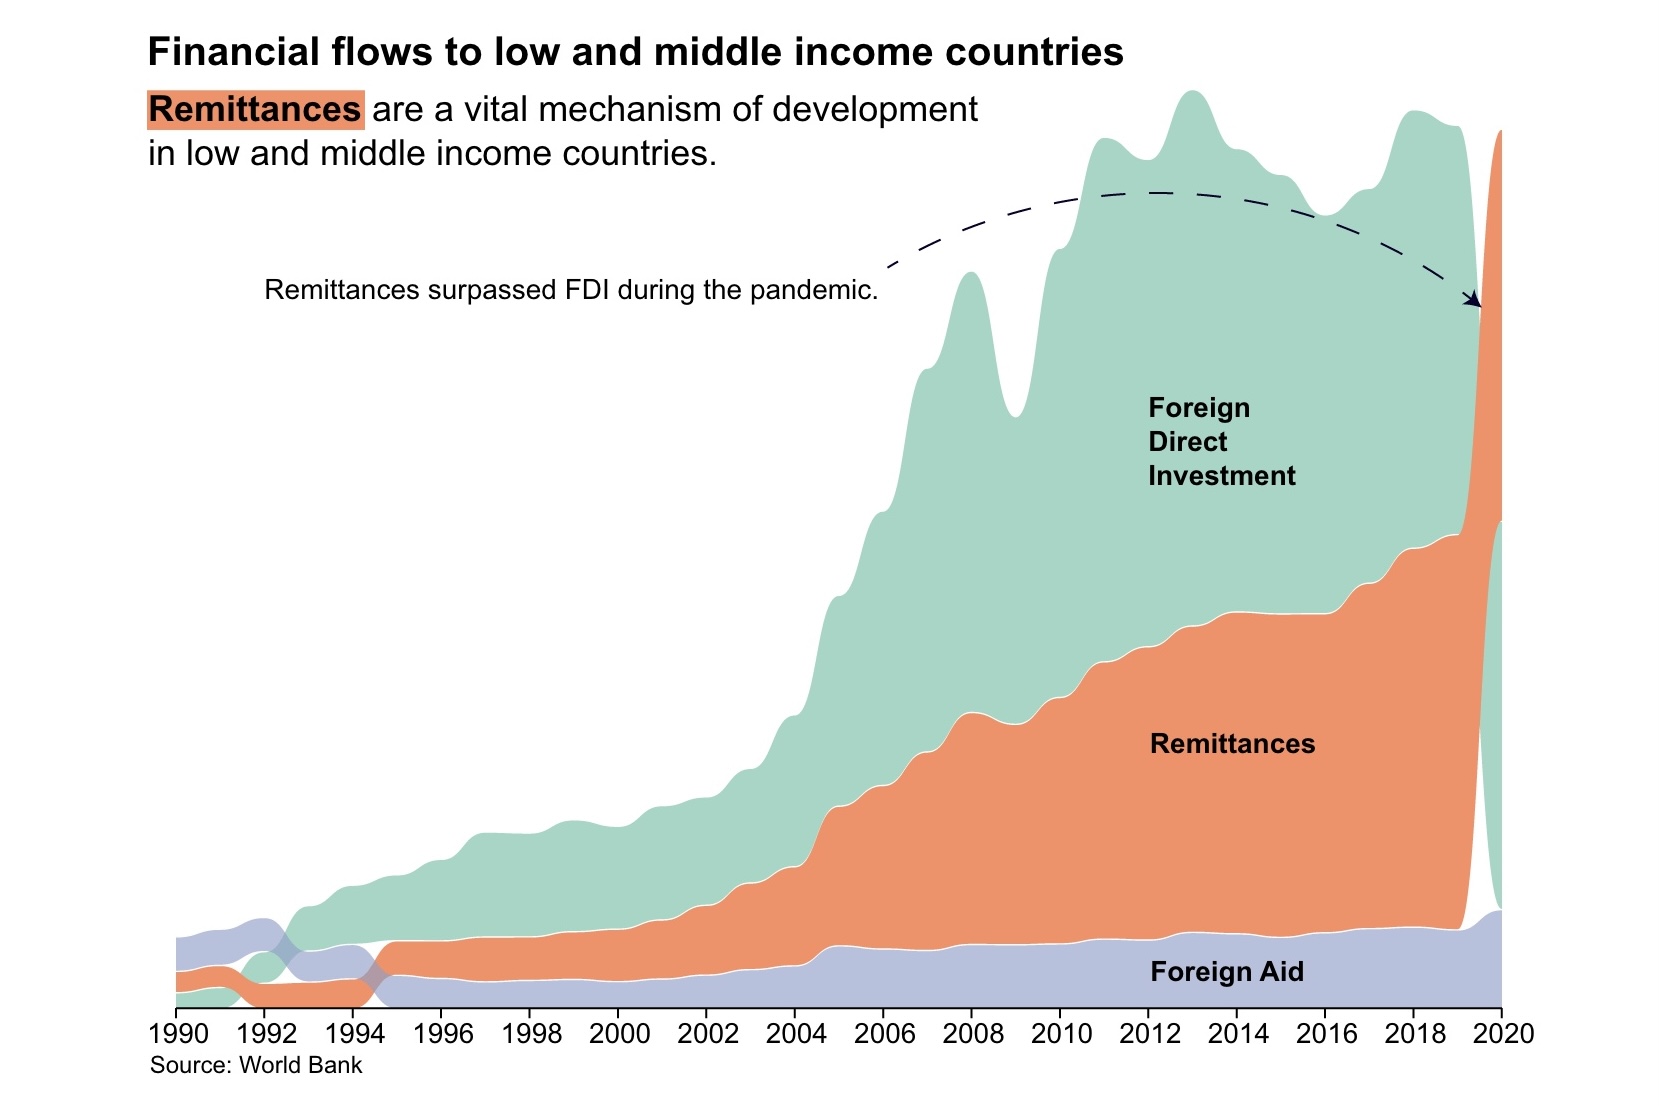 Financial flows to low and middle income countries
Remittances are a vital mechanism of development
in low and middle income countries.
Remittances surpassed FDI during the pandemic.
Foreign
Direct
Investment
Remittances
Foreign Aid
1990 1992 1994 1996 1998 2000 2002 2004 2006 2008 2010 2012 2014 2016 2018 2020
Source: World Bank